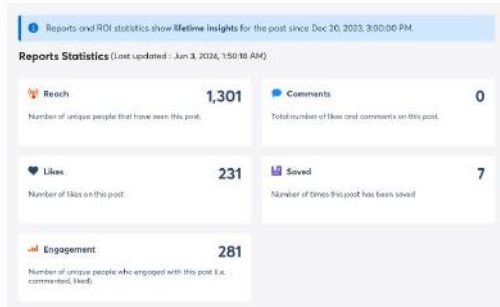 Reports and ROI statistics show lifetime insights for the post since Dec 20, 2023, 3:00:00 PM.
Reports Statistics (Last updated : Jun 3, 2024, 1:50:18 AM)
Reach
1,301
Number of unique people that have seen this post.
Comments
0
Total number of likes and comments on this post.
Likes
231
Number of likes on this post
Saved
7
Number of times this post has been saved
Engagement
281
Number of unique people who engaged with this post (i.e.
commented, liked)